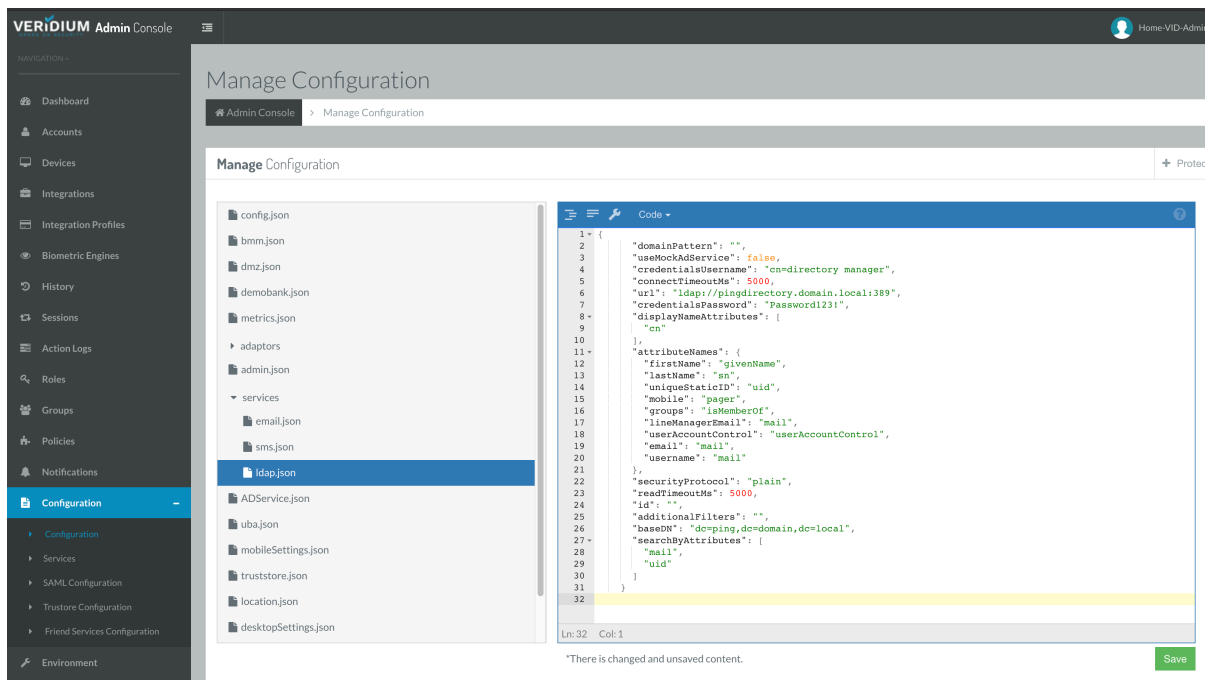 VERIDIUM Admin Console
Home-VID-Admin
NAVIGATION -
Dashboard
Accounts
Devices
Integrations
Integration Profiles
Biometric Engines
History
Sessions
Action Logs
Roles
Groups
Policies
Notifications
Configuration
Configuration
Services
SAML Configuration
Trustore Configuration
Friend Services Configuration
Environment
Manage Configuration
Admin Console > Manage Configuration
Manage Configuration
+ Protec
config.json
bmm.json
dmz.json
demobank.json
metrics.json
adaptors
admin.json
services
email.json
sms.json
ldap.json
ADService.json
uba.json
mobileSettings.json
truststore.json
location.json
desktopSettings.json
Code
1 {
2 "domainPattern": "",
3 "useMockAdService": false,
4 "credentialsUsername": "cn=directory manager",
5 "connectTimeoutMs": 5000,
6 "url": "ldap://pingdirectory.domain.local:389",
7 "credentialsPassword": "Password123!",
8 "displayNameAttributes": [
9 "cn"
10 ],
11 "attributeNames": {
12 "firstName": "givenName",
13 "lastName": "sn",
14 "uniqueStaticID": "uid",
15 "mobile": "pager",
16 "groups": "isMemberOf",
17 "lineManagerEmail": "mail",
18 "userAccountControl": "userAccountControl",
19 "email": "mail",
20 "username": "mail"
21 },
22 "securityProtocol": "plain",
23 "readTimeoutMs": 5000,
24 "id": "",
25 "additionalFilters": "",
26 "baseDN": "dc=ping,dc=domain,dc=local",
27 "searchByAttributes": [
28 "mail",
29 "uid"
30 ]
31 }
32
Ln: 32 Col: 1
*There is changed and unsaved content.
Save